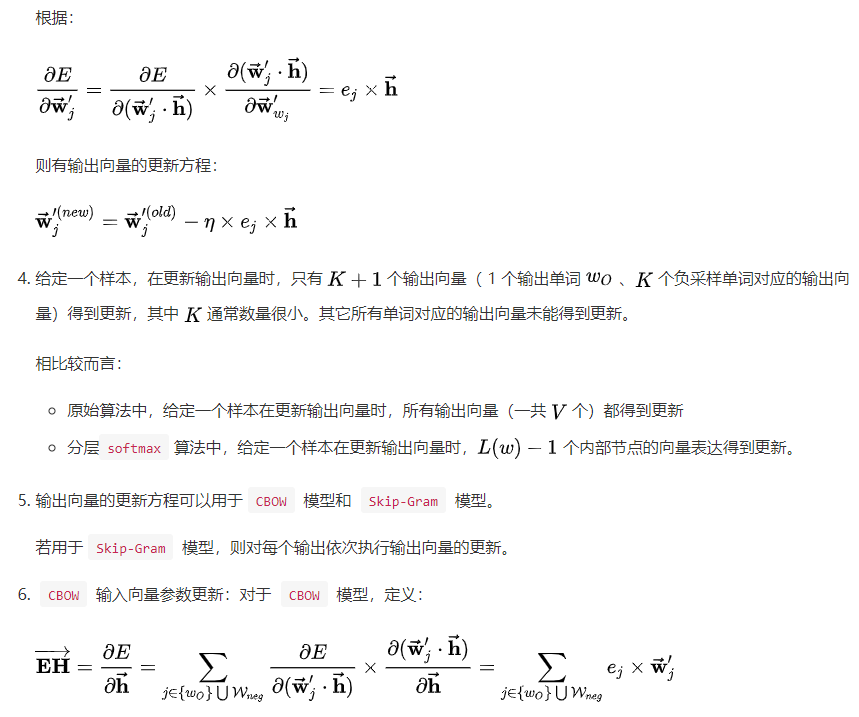 根据：
$$\frac{\partial E}{\partial \vec{\mathbf{w}}'_j} = \frac{\partial E}{\partial(\vec{\mathbf{w}}'_j \cdot \vec{\mathbf{h}})} \times \frac{\partial(\vec{\mathbf{w}}'_j \cdot \vec{\mathbf{h}})}{\partial \vec{\mathbf{w}}'_{w_j}} = e_j \times \vec{\mathbf{h}}$$
则有输出向量的更新方程：
$$\vec{\mathbf{w}}_j^{\prime(new)} = \vec{\mathbf{w}}_j^{\prime(old)} - \eta \times e_j \times \vec{\mathbf{h}}$$
4. 给定一个样本，在更新输出向量时，只有 $K+1$ 个输出向量（ 1 个输出单词 $w_O$ 、$K$ 个负采样单词对应的输出向
量）得到更新，其中 $K$ 通常数量很小。其它所有单词对应的输出向量未能得到更新。
相比较而言：
○ 原始算法中，给定一个样本在更新输出向量时，所有输出向量（一共 $V$ 个）都得到更新
○ 分层 softmax 算法中，给定一个样本在更新输出向量时，$L(w)-1$ 个内部节点的向量表达得到更新。
5. 输出向量的更新方程可以用于 CBOW 模型和 Skip-Gram 模型。
若用于 Skip-Gram 模型，则对每个输出依次执行输出向量的更新。
6. CBOW 输入向量参数更新：对于 CBOW 模型，定义：
$$\overrightarrow{\mathbf{EH}} = \frac{\partial E}{\partial \vec{\mathbf{h}}} = \sum_{j \in \{w_O\} \bigcup \mathcal{W}_{neg}} \frac{\partial E}{\partial(\vec{\mathbf{w}}'_j \cdot \vec{\mathbf{h}})} \times \frac{\partial(\vec{\mathbf{w}}'_j \cdot \vec{\mathbf{h}})}{\partial \vec{\mathbf{h}}} = \sum_{j \in \{w_O\} \bigcup \mathcal{W}_{neg}} e_j \times \vec{\mathbf{w}}'_j$$